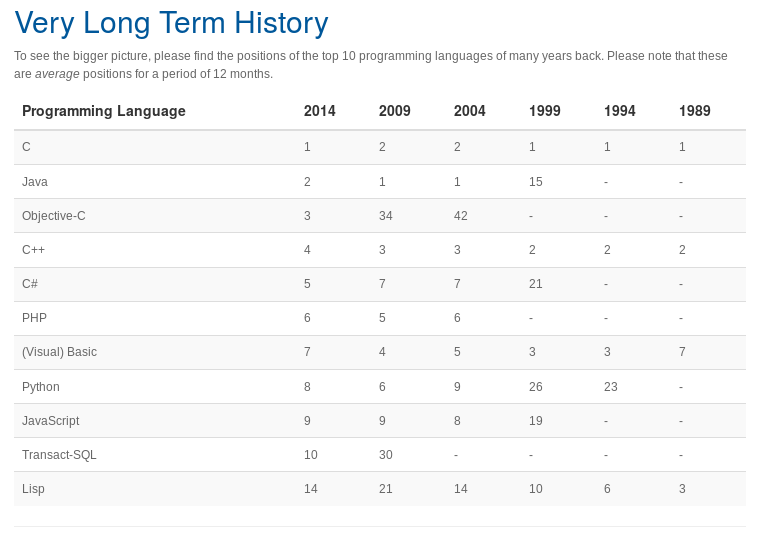 Very Long Term History
To see the bigger picture, please find the positions of the top 10 programming languages of many years back. Please note that these
are average positions for a period of 12 months.
Programming Language 2014 2009 2004 1999 1994 1989
C 1 2 2 1 1 1
Java 2 1 1 15 - -
Objective-C 3 34 42 - - -
C++ 4 3 3 2 2 2
C# 5 7 7 21 - -
PHP 6 5 6 - - -
(Visual) Basic 7 4 5 3 3 7
Python 8 6 9 26 23 -
JavaScript 9 9 8 19 - -
Transact-SQL 10 30 - - - -
Lisp 14 21 14 10 6 3